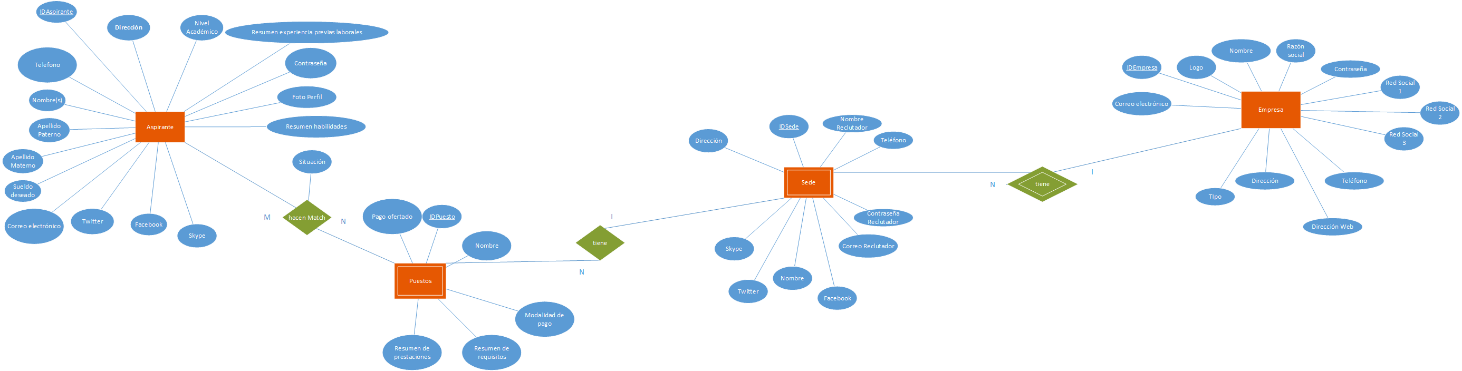 IDAspirante
Dirección
Nivel
Académico
Resumen experiencia previas laborales
Telefono
Contraseña
Nombre(s)
Foto Perfil
Apellido
Paterno
Aspirante
Resumen habilidades
Apellido
Materno
Sueldo
deseado
Correo electrónico
Twitter
Facebook
Skype
Situación
M
hacen Match
N
Pago ofertado
IDPuesto
Nombre
Puestos
Modalidad de
pago
Resumen de
prestaciones
Resumen de
requisitos
I
tiene
N
Dirección
IDSede
Nombre
Reclutador
Teléfono
Sede
Contraseña
Reclutador
Correo Reclutador
Skype
Twitter
Nombre
Facebook
N
tiene
I
IDEmpresa
Logo
Nombre
Razón
social
Contraseña
Red Social
1
Correo electrónico
Empresa
Red Social
2
Red Social
3
Tipo
Dirección
Teléfono
Dirección Web